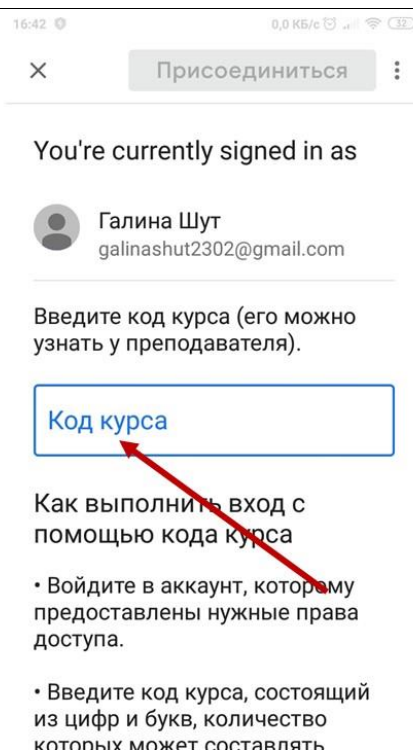 16:42 0,0 КБ/с 32
Присоединиться
You're currently signed in as
Галина Шут
galinashut2302@gmail.com
Введите код курса (его можно
узнать у преподавателя).
Код курса
Как выполнить вход с
помощью кода курса
• Войдите в аккаунт, которому
предоставлены нужные права
доступа.
• Введите код курса, состоящий
из цифр и букв, количество
которых может составлять